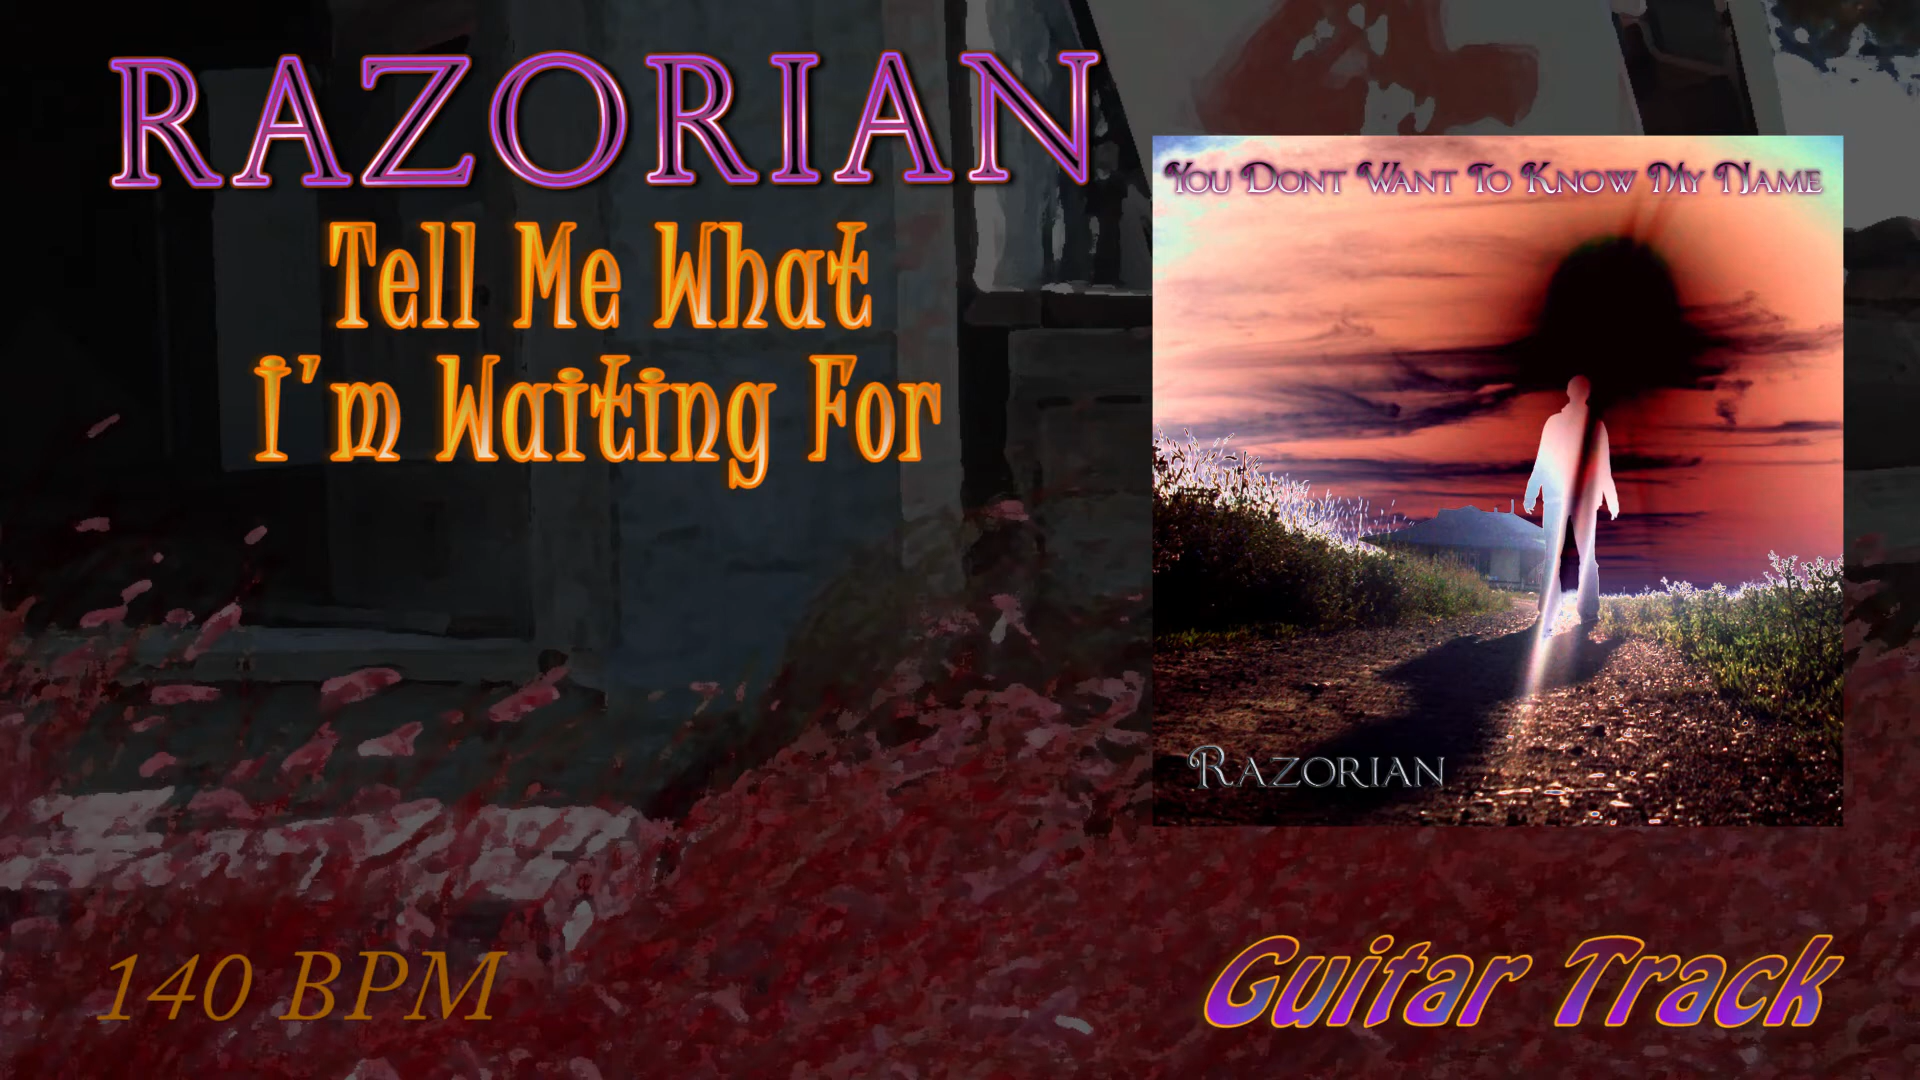 RAZORIAN
Tell Me What
I'm Waiting For
You Dont Want To Know My Name
Razorian
140 BPM
Guitar Track